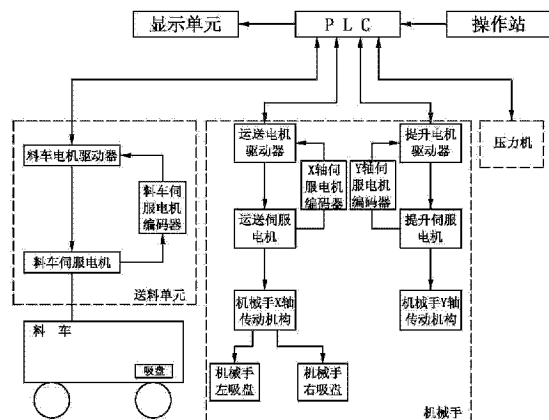 显示单元
PLC
操作站
料车电机驱动器
料车伺
服电机
编码器
料车伺服电机
送料单元
料 车
吸盘
运送电机
驱动器
X轴伺
服电机
编码器
运送伺服
电机
机械手X轴
传动机构
机械手
左吸盘
机械手
右吸盘
Y轴伺
服电机
编码器
提升电机
驱动器
提升伺服
电机
机械手Y轴
传动机构
机械手
压力机